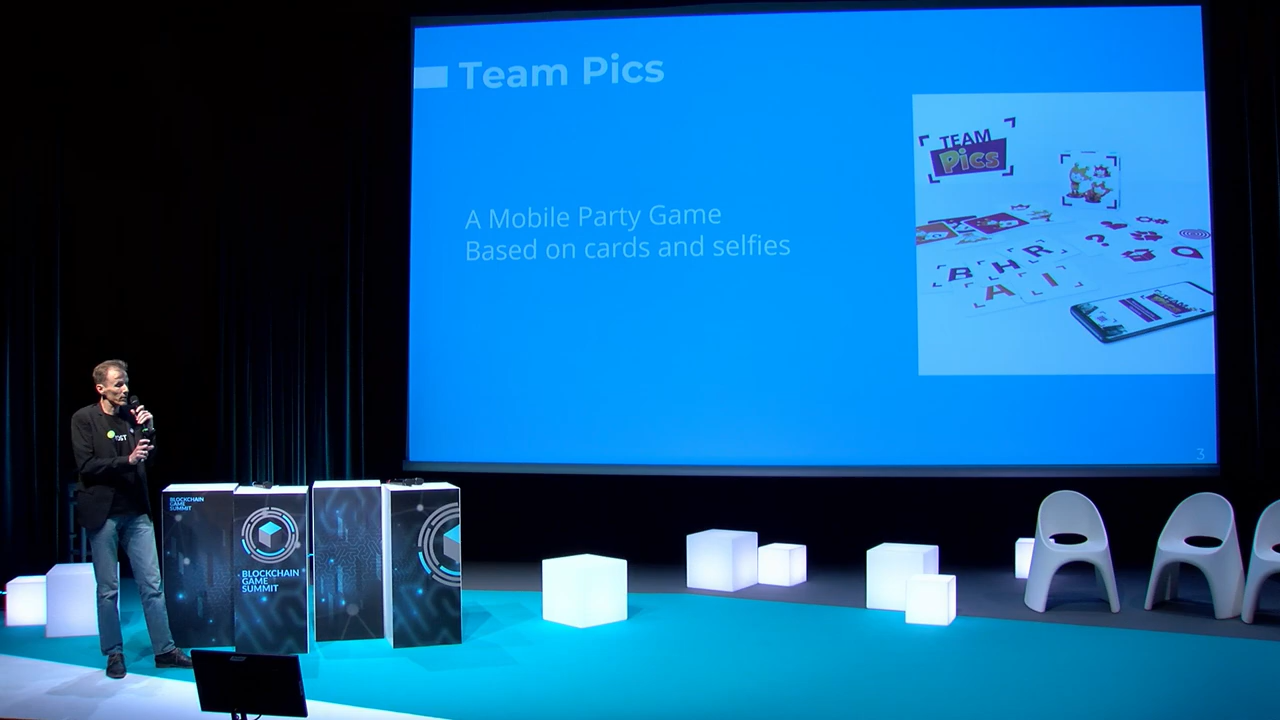 Team Pics
A Mobile Party Game
Based on cards and selfies
TEAM
Pics
B H R
A I
3
BLOCKCHAIN
GAME
SUMMIT
BLOCKCHAIN
GAME
SUMMIT